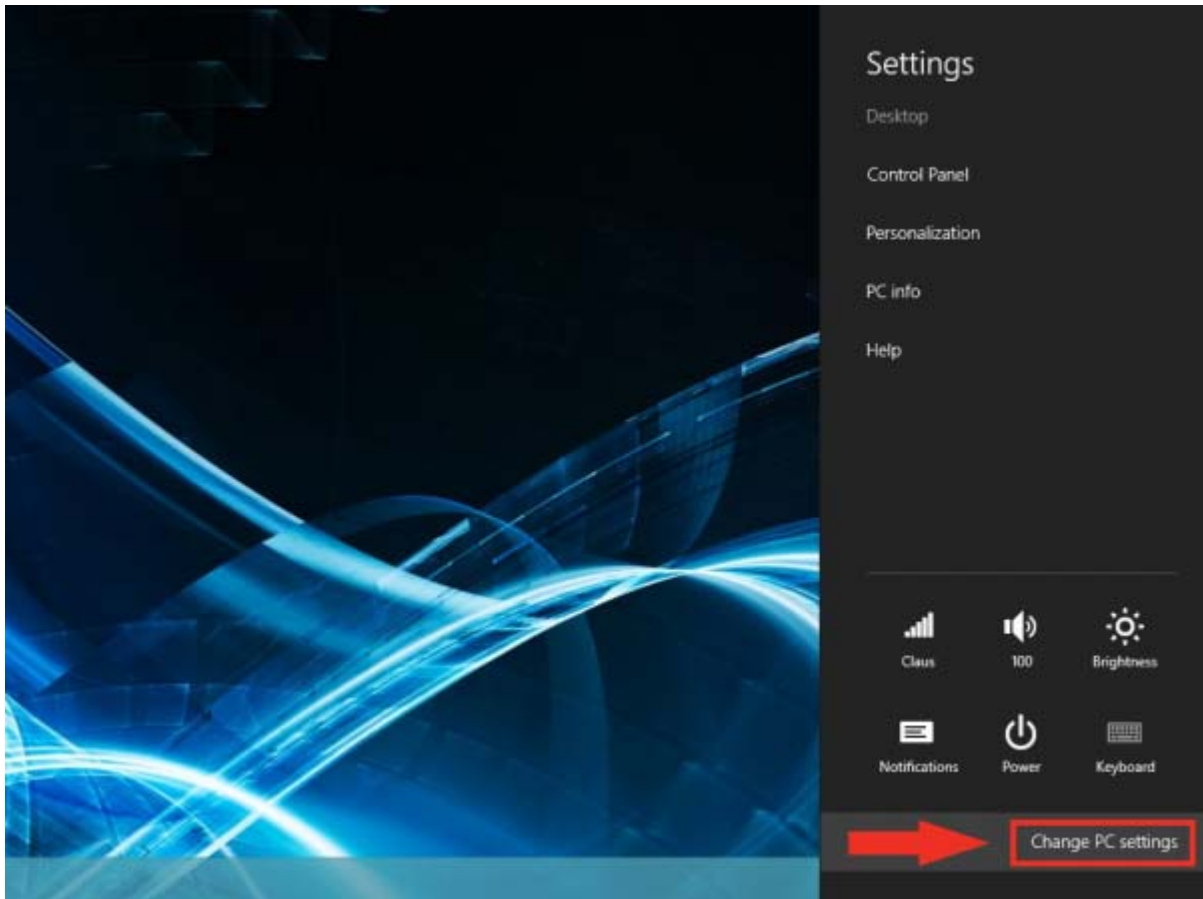 Settings
Desktop
Control Panel
Personalization
PC info
Help
Claus
100
Brightness
Notifications
Power
Keyboard
Change PC settings